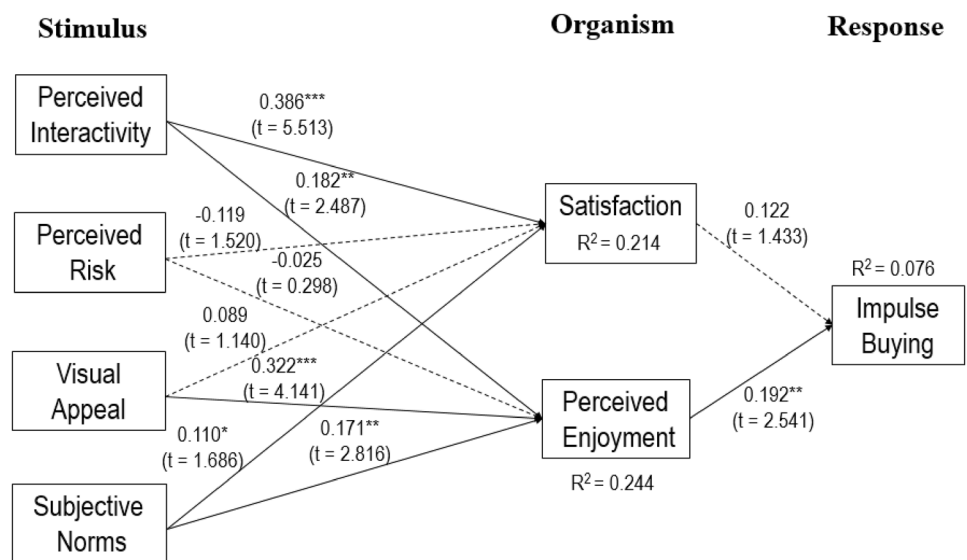 Stimulus
Organism
Response
Perceived
Interactivity
0.386***
(t = 5.513)
0.182**
(t = 2.487)
Perceived
Risk
-0.119
(t = 1.520)
-0.025
(t = 0.298)
Satisfaction
R2 = 0.214
0.122
(t = 1.433)
R2 = 0.076
Impulse
Buying
Visual
Appeal
0.089
(t = 1.140)
0.322***
(t = 4.141)
Perceived
Enjoyment
R2 = 0.244
0.192**
(t = 2.541)
Subjective
Norms
0.110*
(t = 1.686)
0.171**
(t = 2.816)